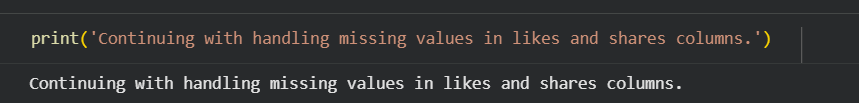 print('Continuing with handling missing values in likes and shares columns.')
Continuing with handling missing values in likes and shares columns.